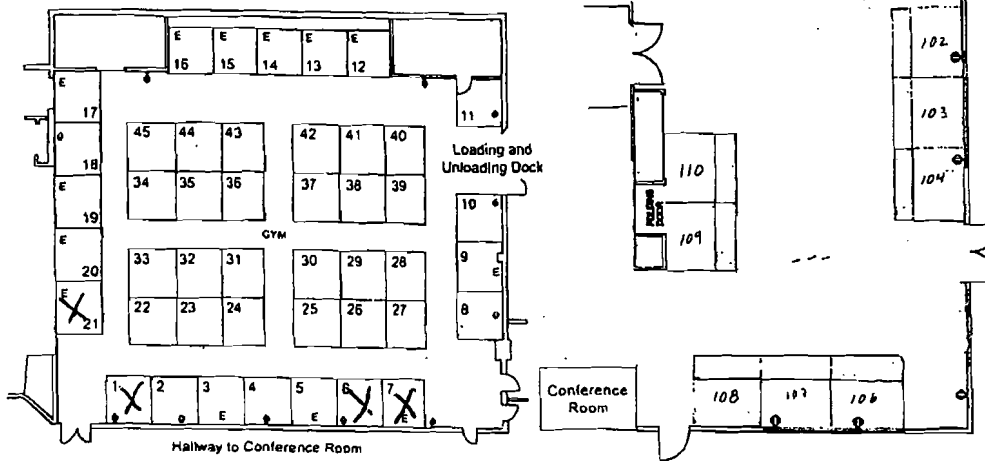 E E E E E
16 15 14 13 12
E
17
18
E
19
E
20
E
21
11
Loading and
Unloading Dock
10
9
E
8
45 44 43 42 41 40
34 35 36 37 38 39
GYM
33 32 31 30 29 28
22 23 24 25 26 27
1 2 3 4 5 6 7
E E E
Hallway to Conference Room
102
103
104
110
109
FOLDING
DOOR
Conference
Room
108 107 106